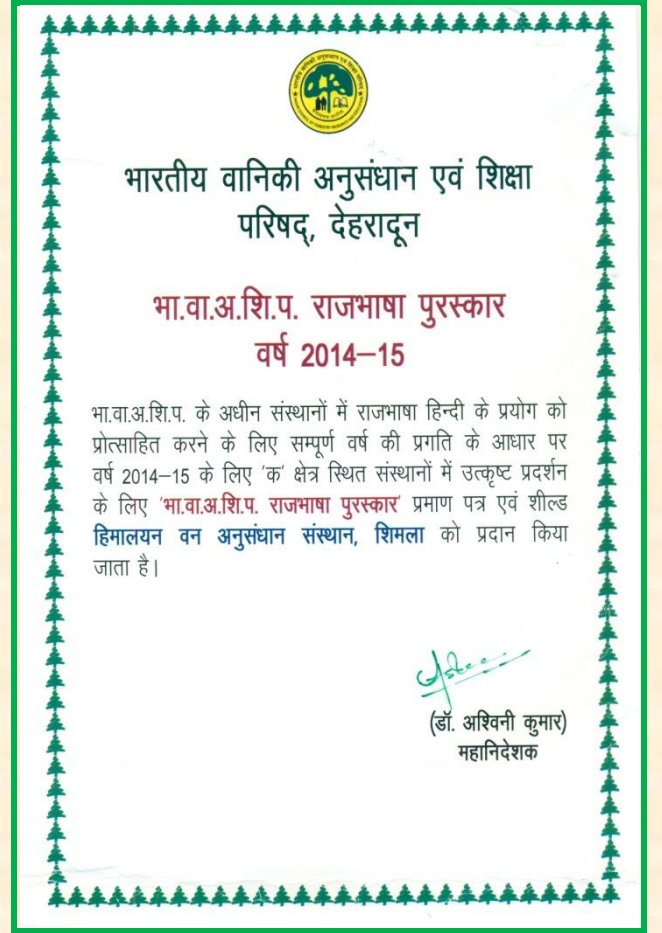 भारतीय वानिकी अनुसंधान एवं शिक्षा
परिषद्, देहरादून
भा.वा.अ.शि.प. राजभाषा पुरस्कार
वर्ष 2014–15
भा.वा.अ.शि.प. के अधीन संस्थानों में राजभाषा हिन्दी के प्रयोग को
प्रोत्साहित करने के लिए सम्पूर्ण वर्ष की प्रगति के आधार पर
वर्ष 2014–15 के लिए 'क' क्षेत्र स्थित संस्थानों में उत्कृष्ट प्रदर्शन
के लिए 'भा.वा.अ.शि.प. राजभाषा पुरस्कार' प्रमाण पत्र एवं शील्ड
हिमालयन वन अनुसंधान संस्थान, शिमला को प्रदान किया
जाता है।
(डॉ. अश्विनी कुमार)
महानिदेशक